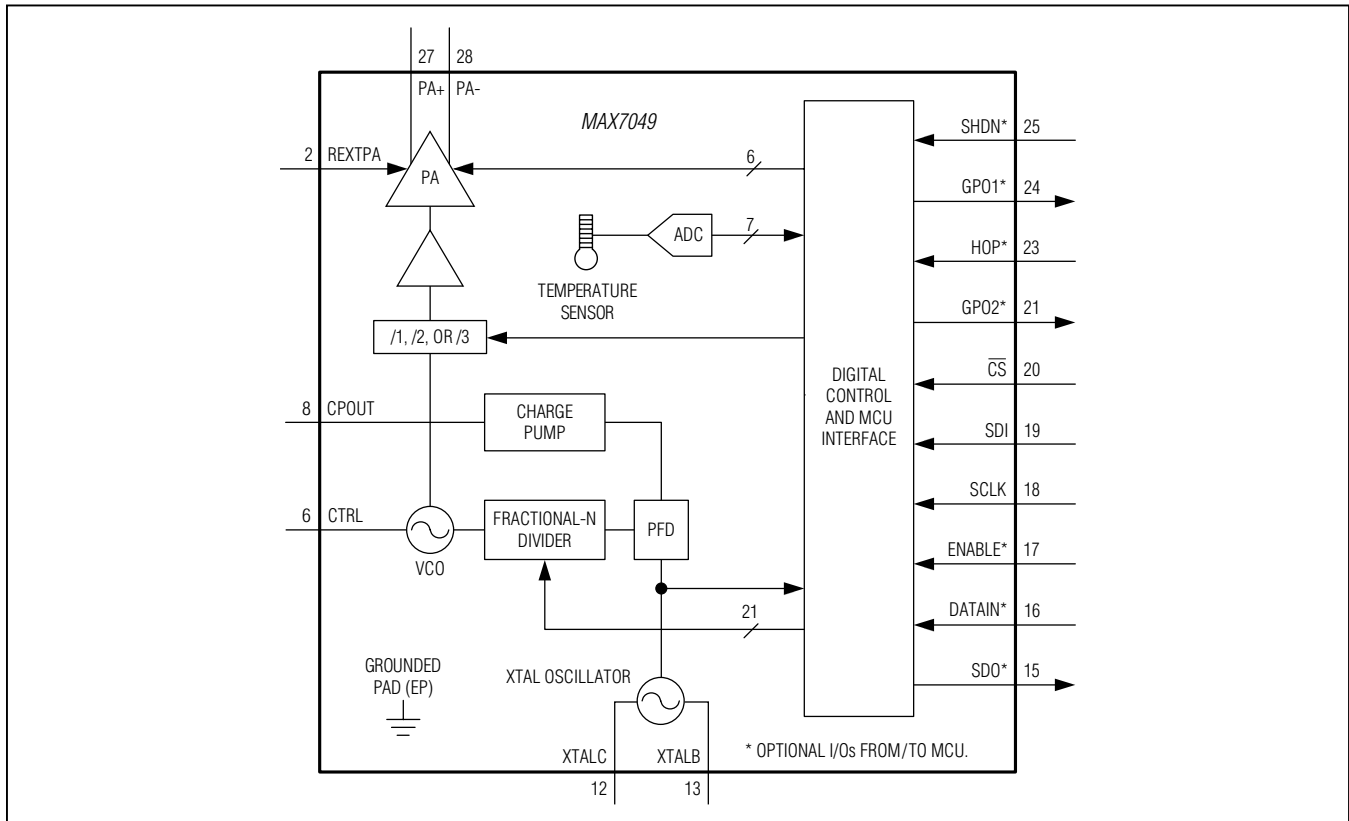 27 28
PA+ PA-
MAX7049
2 REXTPA
PA
6
SHDN* 25
GPO1* 24
ADC
7
HOP* 23
TEMPERATURE
SENSOR
GPO2* 21
/1, /2, OR /3
CS 20
DIGITAL
CONTROL
AND MCU
INTERFACE
8 CPOUT
CHARGE
PUMP
SDI 19
SCLK 18
6 CTRL
VCO
FRACTIONAL-N
DIVIDER
PFD
ENABLE* 17
21
DATAIN* 16
GROUNDED
PAD (EP)
XTAL OSCILLATOR
SDO* 15
XTALC XTALB
12 13
* OPTIONAL I/Os FROM/TO MCU.